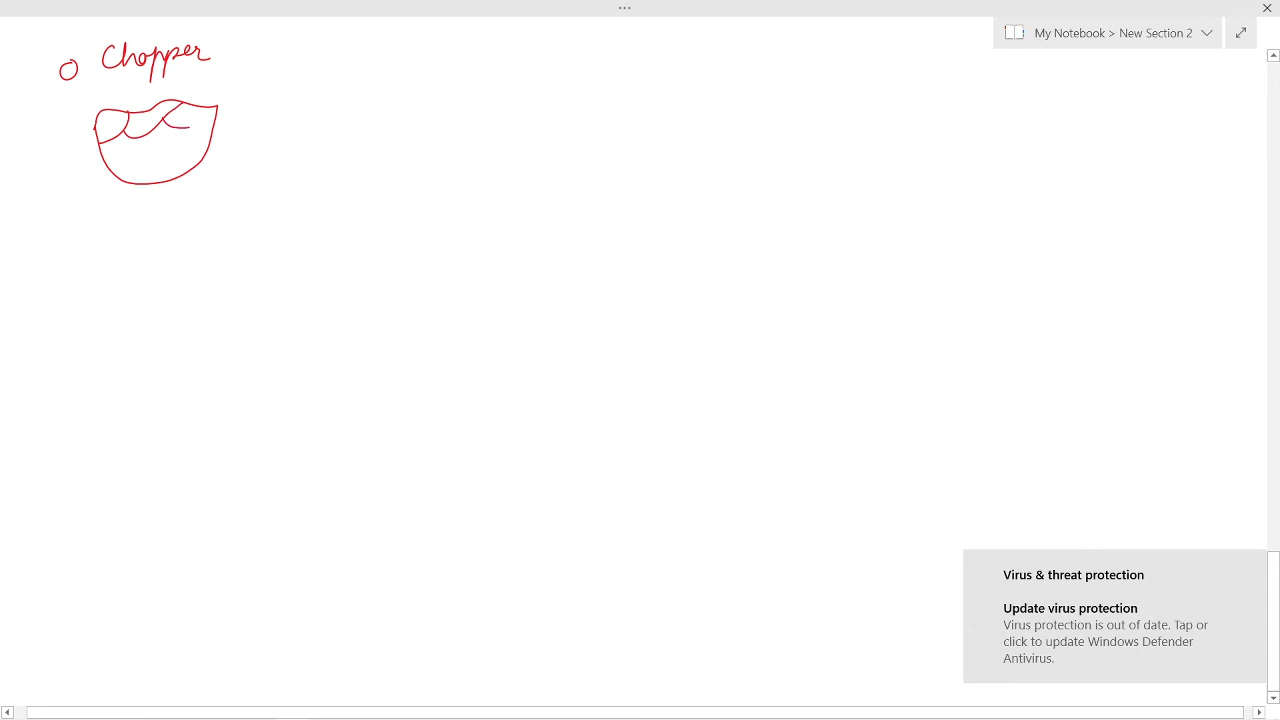 My Notebook > New Section 2
Chopper
Virus & threat protection
Update virus protection
Virus protection is out of date. Tap or
click to update Windows Defender
Antivirus.